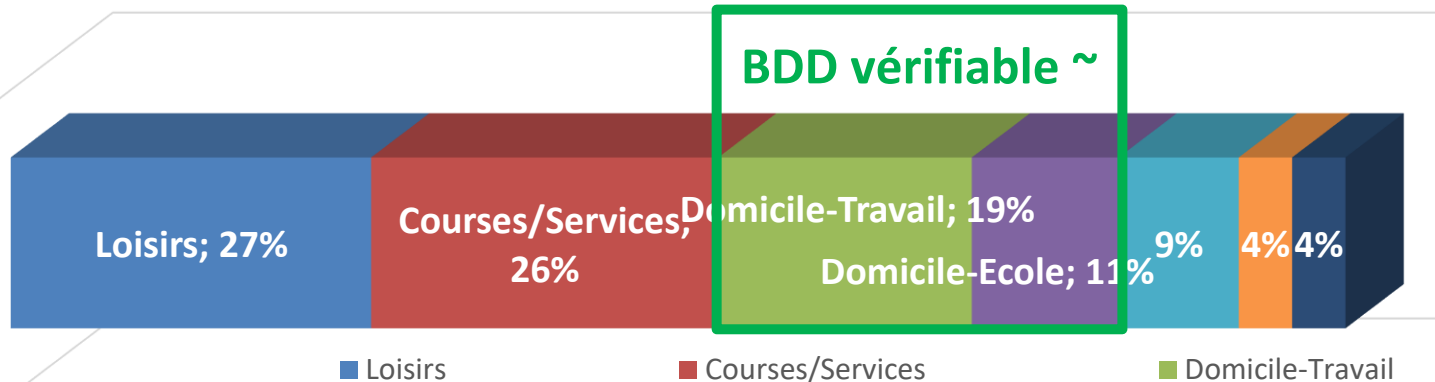 BDD vérifiable ~
Loisirs; 27%
Courses/Services;
26%
Domicile-Travail; 19%
Domicile-Ecole; 11%
9%
4%
4%
Loisirs
Courses/Services
Domicile-Travail